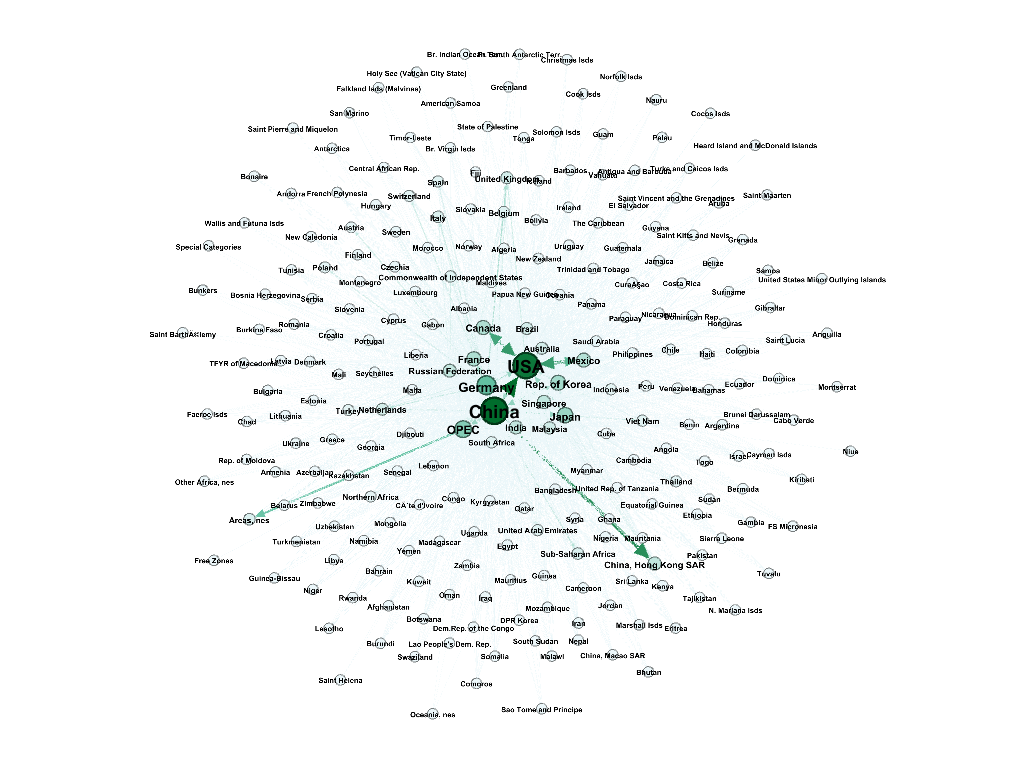 Christmas Isds
Holy See (Vatican City State)
Norfolk Isds
Falkland Isds (Malvinas)
Greenland
Cook Isds
Nauru
American Samoa
San Marino
Cocos Isds
Saint Pierre and Miquelon
State of Palestine
Solomon Isds
Guam
Timor-Leste
Tonga
Palau
Antarctica
Br. Virgin Isds
Heard Island and McDonald Islands
Central African Rep.
Fiji
Barbados
Antigua and Barbuda
Turks and Caicos Isds
Bonaire
Spain
United Kingdom
Iceland
Vanuatu
Andorra
French Polynesia
Switzerland
Saint Vincent and the Grenadines
Saint Maarten
Hungary
Slovakia
Belgium
Ireland
El Salvador
Aruba
Wallis and Futuna Isds
Italy
Bolivia
The Caribbean
Guyana
Austria
Sweden
New Caledonia
Saint Kitts and Nevis
Grenada
Special Categories
Finland
Morocco
Norway
Algeria
Uruguay
Guatemala
New Zealand
Jamaica
Belize
Tunisia
Poland
Czechia
Trinidad and Tobago
Samoa
Montenegro
Commonwealth of Independent States
Maldives
CuraÃ§ao
Costa Rica
United States Minor Outlying Islands
Bunkers
Bosnia Herzegovina
Serbia
Luxembourg
Papua New Guinea
Oceania
Suriname
Slovenia
Albania
Panama
Gibraltar
Burkina Faso
Romania
Cyprus
Gabon
Paraguay
Nicaragua
Dominican Rep.
Honduras
Saint BarthÃ©lemy
Croatia
Portugal
Canada
Brazil
Saudi Arabia
Saint Lucia
Anguilla
TFYR of Macedonia
Latvia
Denmark
Liberia
France
Australia
Philippines
Chile
Haiti
Colombia
Mali
Seychelles
Russian Federation
USA
Mexico
Dominica
Bulgaria
Malta
Germany
Rep. of Korea
Indonesia
Peru
Venezuela
Bahamas
Ecuador
Montserrat
Estonia
Faeroe Isds
Lithuania
Turkey
Netherlands
China
Singapore
Japan
Brunei Darussalam
Chad
Viet Nam
Benin
Argentina
Cabo Verde
Ukraine
Greece
Djibouti
OPEC
India
Malaysia
Cuba
Georgia
South Africa
Angola
Niue
Rep. of Moldova
Lebanon
Cambodia
Togo
Israel
Cayman Isds
Armenia
Azerbaijan
Kazakhstan
Senegal
Myanmar
Other Africa, nes
Thailand
Kiribati
Northern Africa
Congo
Bangladesh
United Rep. of Tanzania
Bermuda
Belarus
Zimbabwe
CÃ´te d'Ivoire
Kyrgyzstan
Qatar
Equatorial Guinea
Sudan
Areas, nes
Uzbekistan
Mongolia
Syria
Ghana
Ethiopia
Gambia
FS Micronesia
Turkmenistan
Namibia
Madagascar
Uganda
United Arab Emirates
Nigeria
Mauritania
Sierra Leone
Free Zones
Libya
Yemen
Egypt
Sub-Saharan Africa
Pakistan
Guinea-Bissau
Bahrain
Zambia
China, Hong Kong SAR
Tuvalu
Niger
Kuwait
Mauritius
Guinea
Sri Lanka
Kenya
Rwanda
Oman
Iraq
Cameroon
Tajikistan
Afghanistan
Mozambique
Jordan
N. Mariana Isds
Lesotho
Botswana
Dem.Rep. of the Congo
DPR Korea
Iran
Marshall Isds
Eritrea
Burundi
Lao People's Dem. Rep.
South Sudan
Nepal
Swaziland
Somalia
Malawi
China, Macao SAR
Saint Helena
Comoros
Bhutan
Oceania, nes
Sao Tome and Principe